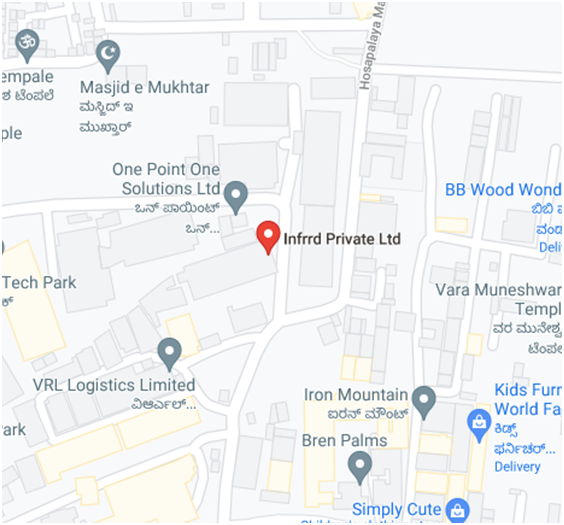 Hosapalaya Ma
empale
ಶ ಟೆಂಪಲೆ
ple
Masjid e Mukhtar
ಮಸ್ಜಿದ್ ಇ
ಮುಖ್ತಾರ್
One Point One
Solutions Ltd
ಒನ್ ಪಾಯಿಂಟ್
ಒನ್...
BB Wood Wond
ಬಿಬಿ ವ
ವಂಡ
Deli
Infrrd Private Ltd
Tech Park
ಕ್
Vara Muneshwar
Templ
ವರ ಮುನೇಶ್ವ
ಟೆಂಪ
VRL Logistics Limited
ವಿಆರ್ಎಲ್...
ark
Iron Mountain
ಐರನ್ ಮೌಂಟ್
Kids Furn
World Fa
ಕಿಡ್ಸ್
ಫರ್ನಿಚರ್...
Delivery
Bren Palms
Simply Cute